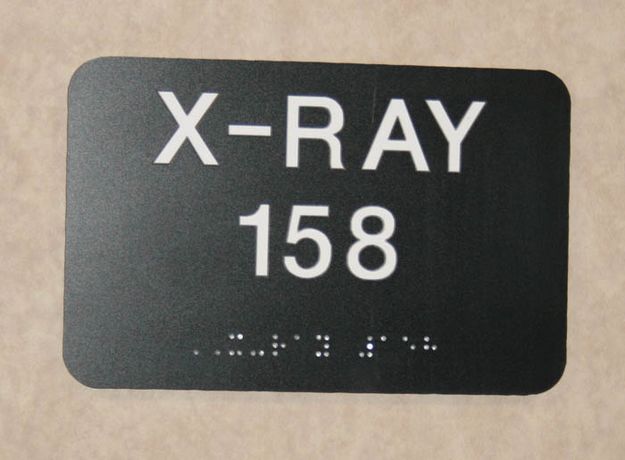 X-RAY
158
⠠⠠⠭⠤⠗⠁⠽ ⠼⠁⠑⠓